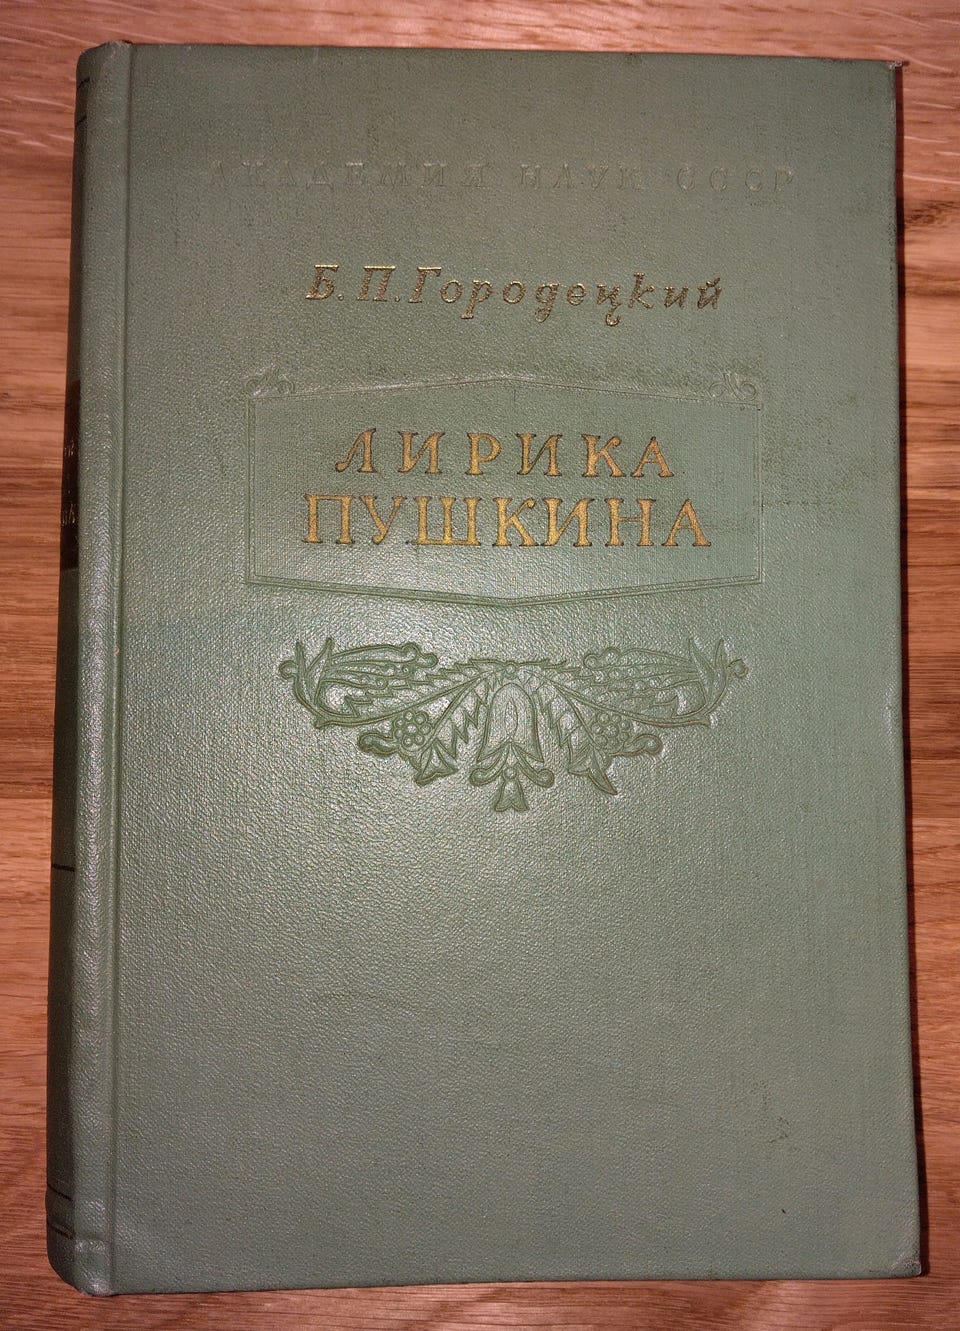 АКАДЕМИЯ НАУК СССР
Б. П. Городецкий
ЛИРИКА
ПУШКИНА